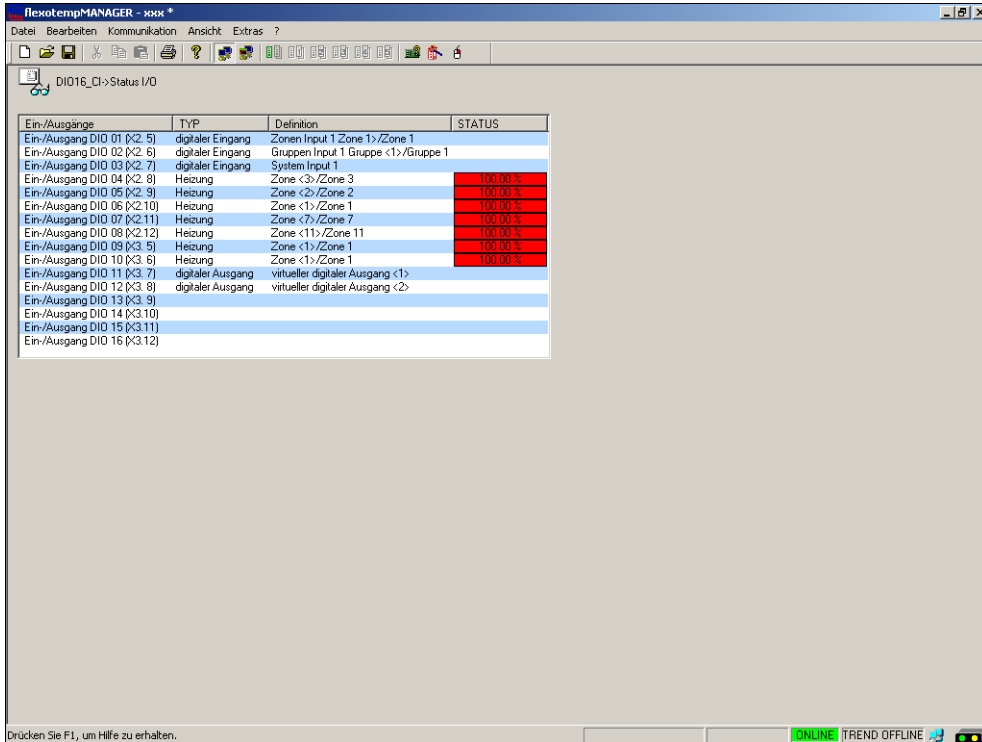 flexotempMANAGER - xxx *
Datei Bearbeiten Kommunikation Ansicht Extras ?
DIO16_CI->Status I/O
Ein-/Ausgänge TYP Definition STATUS
Ein-/Ausgang DIO 01 (X2. 5) digitaler Eingang Zonen Input 1 Zone 1>/Zone 1
Ein-/Ausgang DIO 02 (X2. 6) digitaler Eingang Gruppen Input 1 Gruppe <1>/Gruppe 1
Ein-/Ausgang DIO 03 (X2. 7) digitaler Eingang System Input 1
Ein-/Ausgang DIO 04 (X2. 8) Heizung Zone <3>/Zone 3 100.00 %
Ein-/Ausgang DIO 05 (X2. 9) Heizung Zone <2>/Zone 2 100.00 %
Ein-/Ausgang DIO 06 (X2.10) Heizung Zone <1>/Zone 1 100.00 %
Ein-/Ausgang DIO 07 (X2.11) Heizung Zone <7>/Zone 7 100.00 %
Ein-/Ausgang DIO 08 (X2.12) Heizung Zone <11>/Zone 11 100.00 %
Ein-/Ausgang DIO 09 (X3. 5) Heizung Zone <1>/Zone 1 100.00 %
Ein-/Ausgang DIO 10 (X3. 6) Heizung Zone <1>/Zone 1 100.00 %
Ein-/Ausgang DIO 11 (X3. 7) digitaler Ausgang virtueller digitaler Ausgang <1>
Ein-/Ausgang DIO 12 (X3. 8) digitaler Ausgang virtueller digitaler Ausgang <2>
Ein-/Ausgang DIO 13 (X3. 9)
Ein-/Ausgang DIO 14 (X3.10)
Ein-/Ausgang DIO 15 (X3.11)
Ein-/Ausgang DIO 16 (X3.12)
Drücken Sie F1, um Hilfe zu erhalten. ONLINE TREND OFFLINE